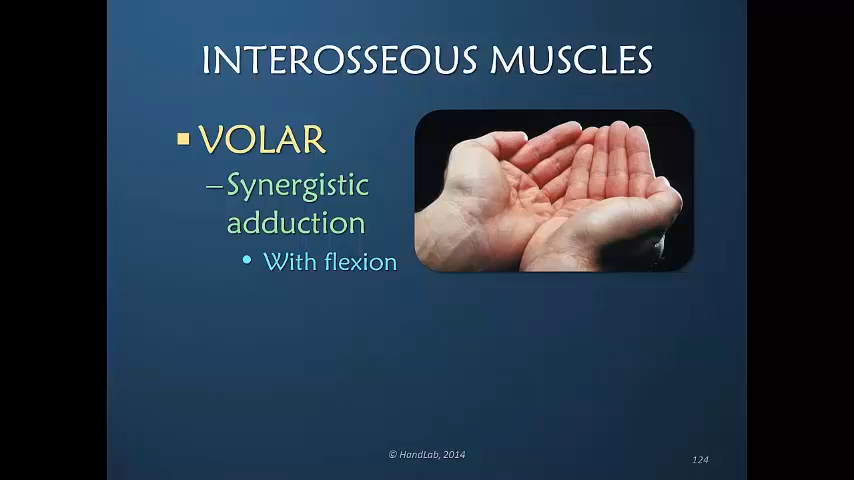 INTEROSSEOUS MUSCLES
▪ VOLAR
–Synergistic
adduction
• With flexion
© HandLab, 2014
124